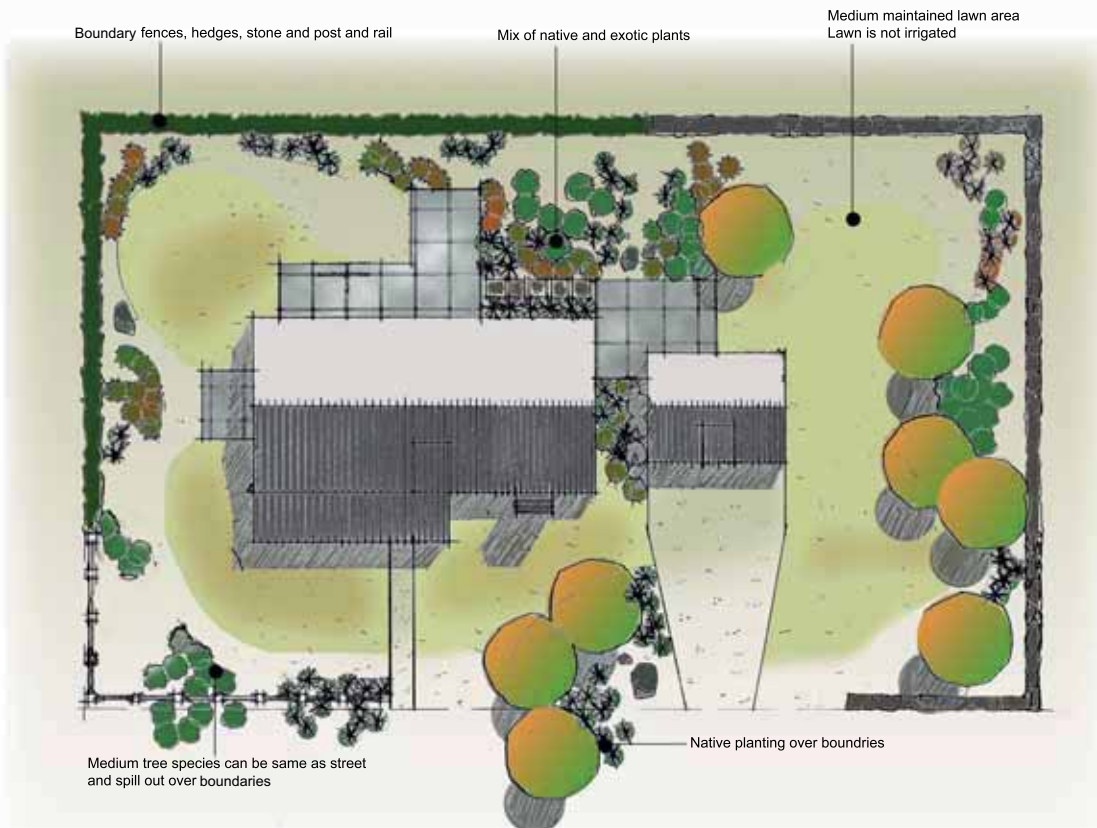 Boundary fences, hedges, stone and post and rail
Mix of native and exotic plants
Medium maintained lawn area
Lawn is not irrigated
Medium tree species can be same as street
and spill out over boundaries
Native planting over boundries